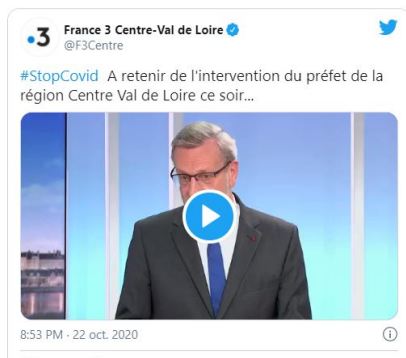 France 3 Centre-Val de Loire
•3
@F3Centre
#StopCovid A retenir de l'intervention du préfet de la
région Centre Val de Loire ce soir...
8:53 PM · 22 oct. 2020